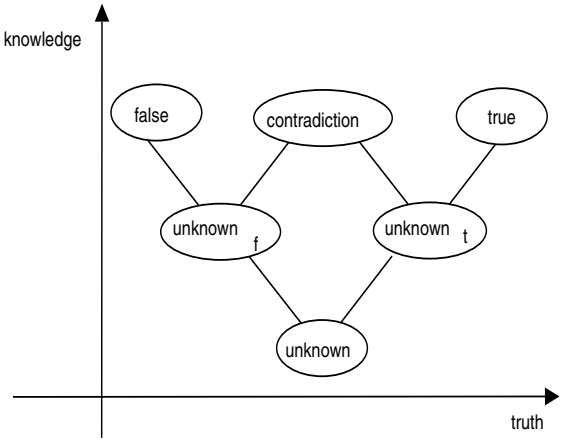 knowledge
false
contradiction
true
unknown f
unknown t
unknown
truth